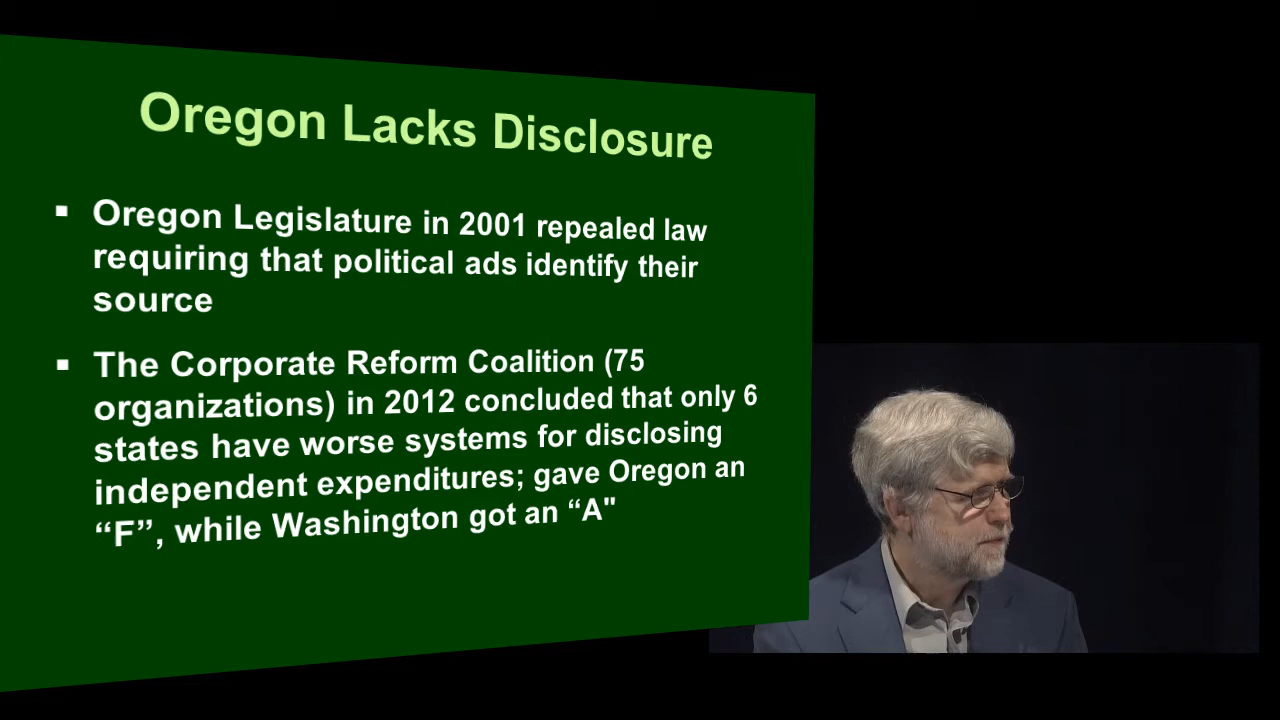 Oregon Lacks Disclosure
▪ Oregon Legislature in 2001 repealed law
requiring that political ads identify their
source
▪ The Corporate Reform Coalition (75
organizations) in 2012 concluded that only 6
states have worse systems for disclosing
independent expenditures; gave Oregon an
“F”, while Washington got an “A"